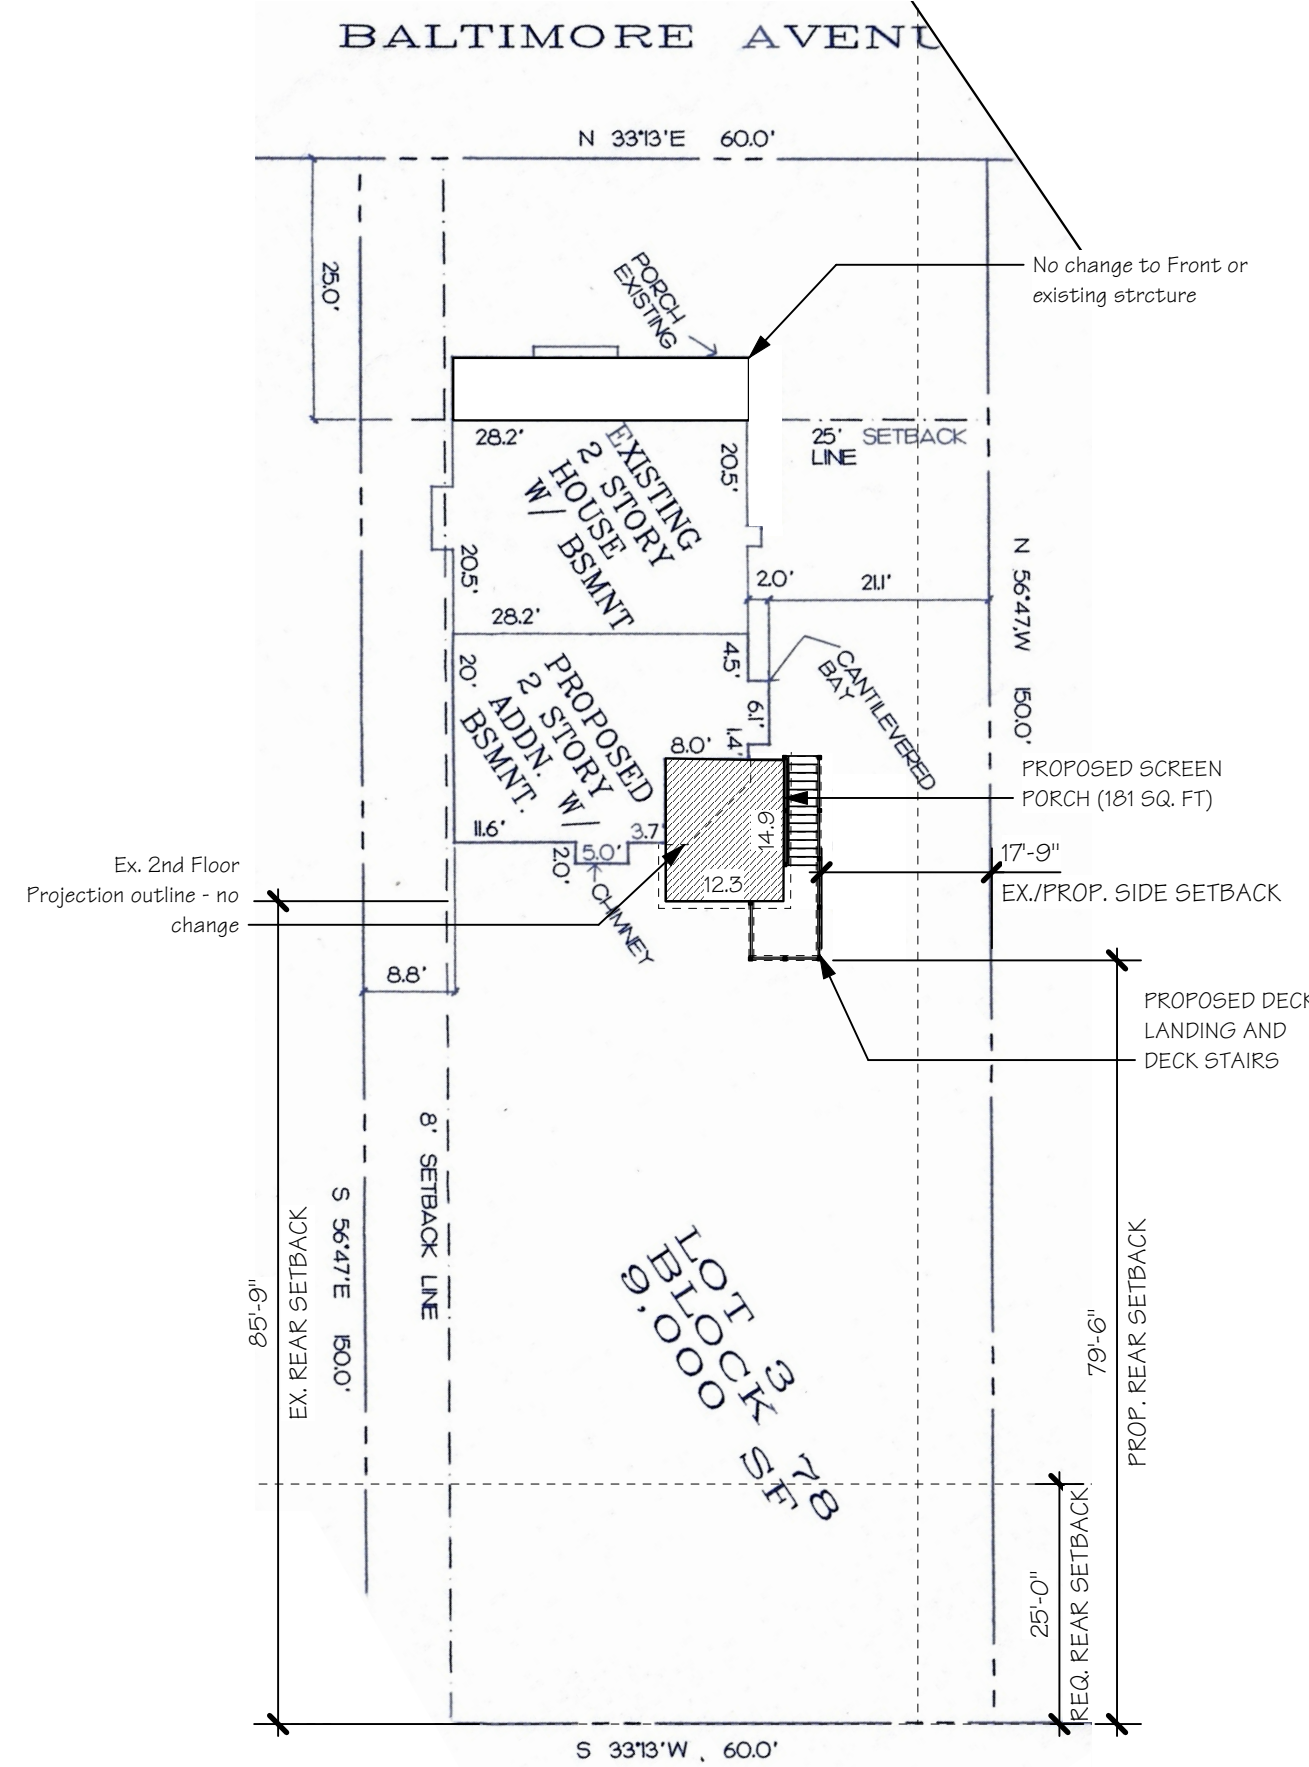 BALTIMORE AVENU
N 33°13'E 60.0'
25.0'
PORCH
EXISTING
No change to Front or
existing strcture
28.2'
20.5'
25' SETBACK
LINE
EXISTING
2 STORY
HOUSE
W/ BSMNT
20.5'
28.2'
2.0'
21.1'
N 56°47,W 150.0'
20'
PROPOSED
2 STORY
ADDN. W/
BSMNT.
4.5'
6.1'
1.4'
8.0'
CANTILEVERED
BAY
PROPOSED SCREEN
PORCH (181 SQ. FT)
11.6'
2.0'
5.0'
3.7'
14.9
12.3
CHIMNEY
17'-9"
EX./PROP. SIDE SETBACK
Ex. 2nd Floor
Projection outline - no
change
8.8'
PROPOSED DECK
LANDING AND
DECK STAIRS
8' SETBACK LINE
S 56°47'E 150.0'
85'-9"
EX. REAR SETBACK
LOT 3
BLOCK 78
9,000 SF
79'-6"
PROP. REAR SETBACK
25'-0"
REQ. REAR SETBACK
S 33°13'W . 60.0'